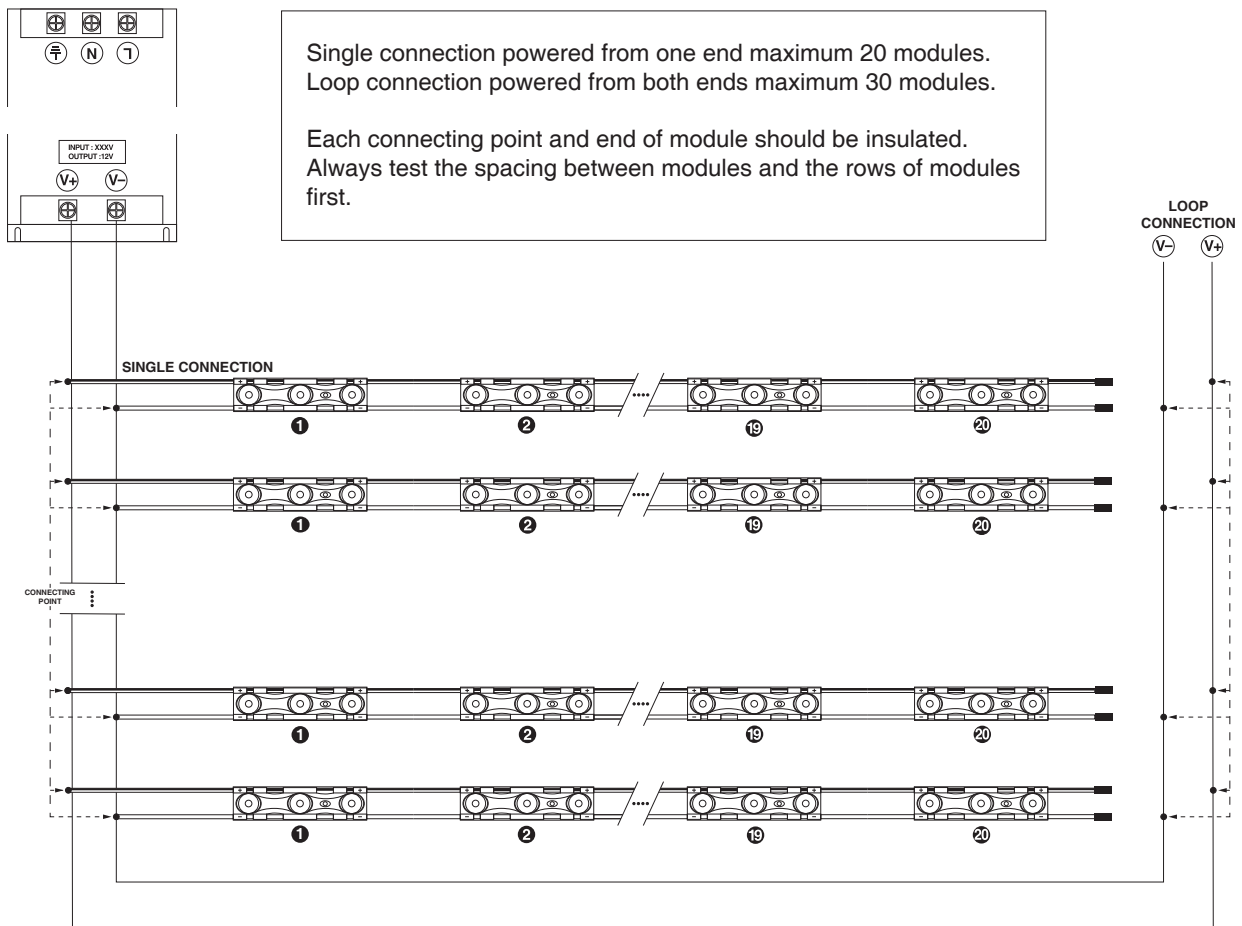 N L
INPUT : XXXV
OUTPUT :12V
V+ V–
Single connection powered from one end maximum 20 modules.
Loop connection powered from both ends maximum 30 modules.
Each connecting point and end of module should be insulated.
Always test the spacing between modules and the rows of modules
first.
LOOP
CONNECTION
V– V+
SINGLE CONNECTION
+ + + + + + + +
– – – – – – – –
1 2 19 20
+ + + + + + + +
– – – – – – – –
1 2 19 20
CONNECTING
POINT
+ + + + + + + +
– – – – – – – –
1 2 19 20
+ + + + + + + +
– – – – – – – –
1 2 19 20